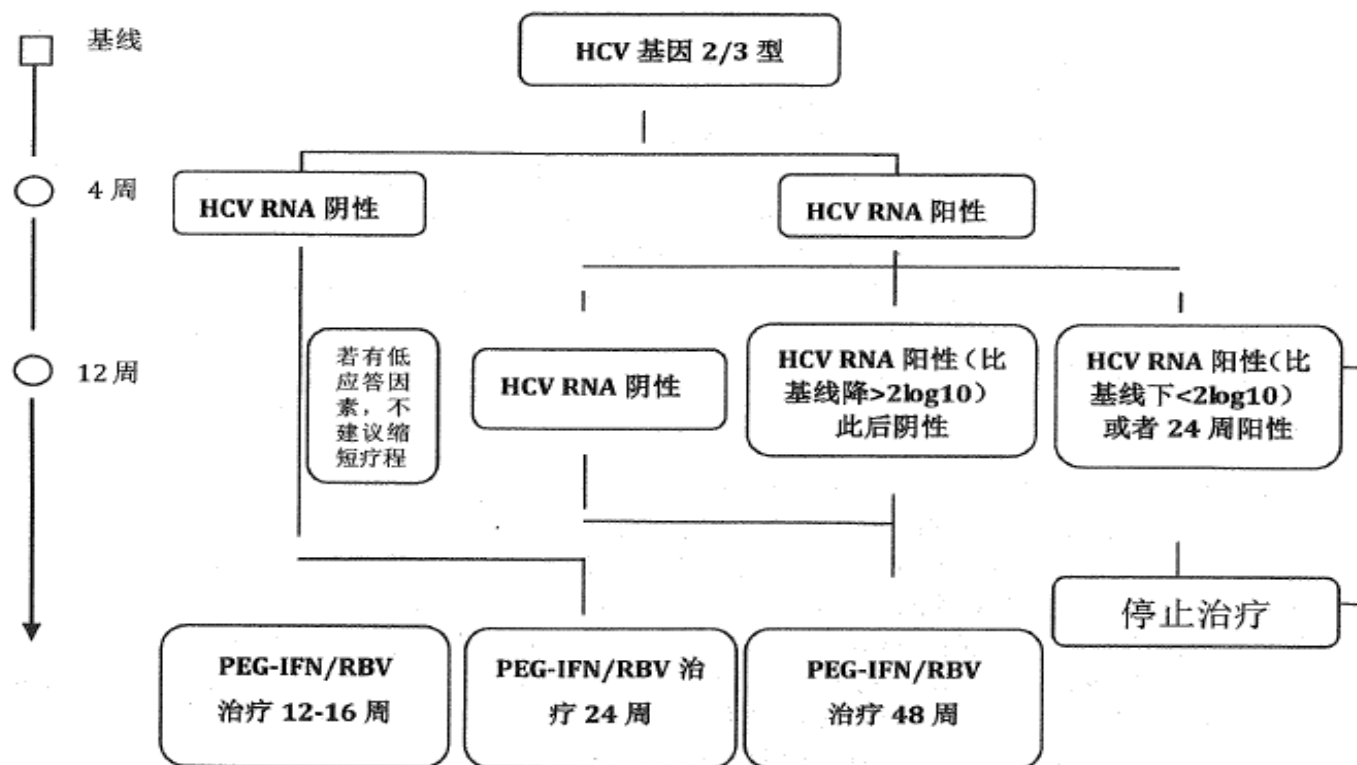 基线
HCV 基因 2/3 型
4 周
HCV RNA 阴性
HCV RNA 阳性
12 周
若有低
应答因
素，不
建议缩
短疗程
HCV RNA 阴性
HCV RNA 阳性（比
基线降>2log10）
此后阴性
HCV RNA 阳性（比
基线下<2log10）
或者 24 周阳性
停止治疗
PEG-IFN/RBV
治疗 12-16 周
PEG-IFN/RBV 治
疗 24 周
PEG-IFN/RBV
治疗 48 周